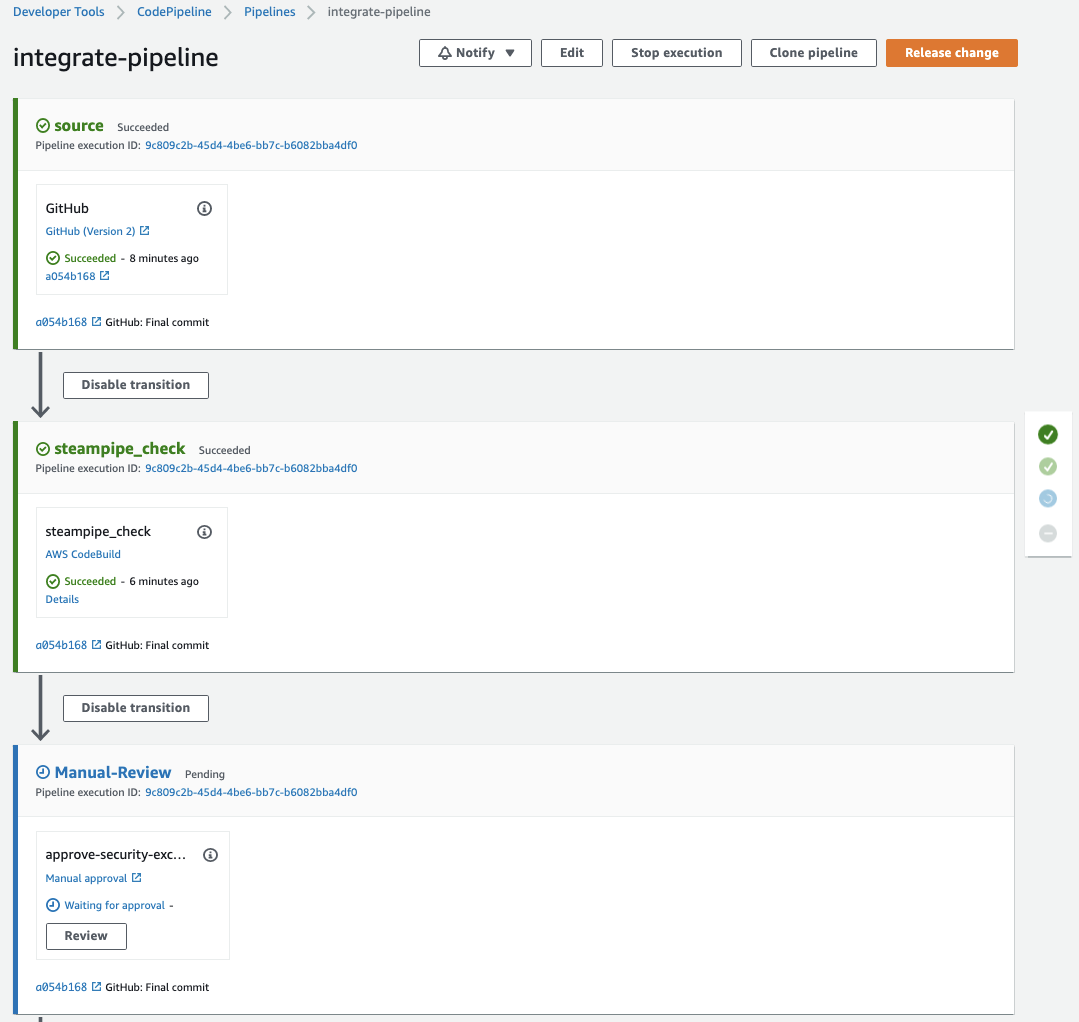 Developer Tools > CodePipeline > Pipelines > integrate-pipeline
integrate-pipeline
Notify ▼ Edit Stop execution Clone pipeline Release change
source Succeeded
Pipeline execution ID: 9c809c2b-45d4-4be6-bb7c-b6082bba4df0
GitHub
GitHub (Version 2)
Succeeded - 8 minutes ago
a054b168
a054b168 GitHub: Final commit
Disable transition
steampipe_check Succeeded
Pipeline execution ID: 9c809c2b-45d4-4be6-bb7c-b6082bba4df0
steampipe_check
AWS CodeBuild
Succeeded - 6 minutes ago
Details
a054b168 GitHub: Final commit
Disable transition
Manual-Review Pending
Pipeline execution ID: 9c809c2b-45d4-4be6-bb7c-b6082bba4df0
approve-security-exc...
Manual approval
Waiting for approval -
Review
a054b168 GitHub: Final commit